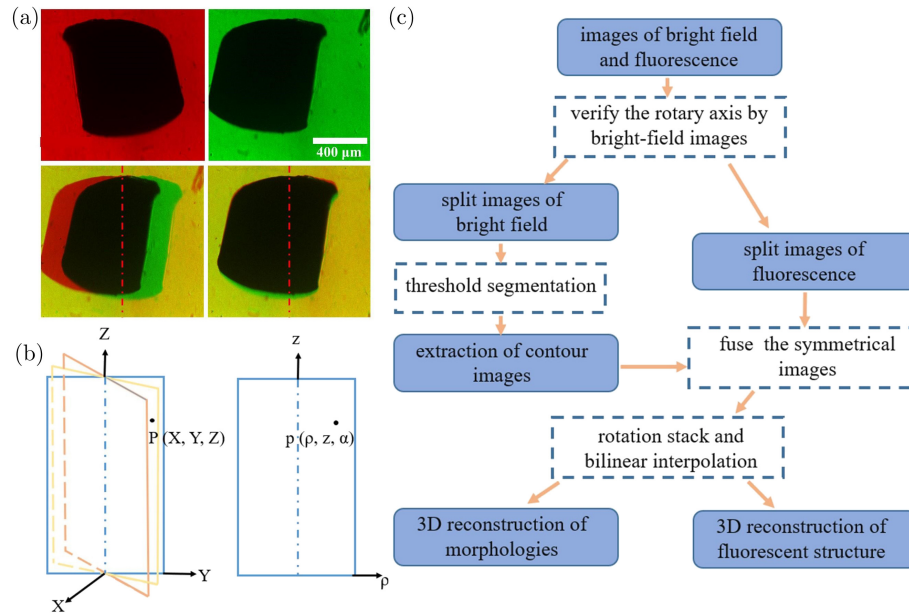 (a)
400 μm
(b)
Z
P (X, Y, Z)
Y
X
z
p (ρ, z, α)
ρ
(c)
images of bright field
and fluorescence
verify the rotary axis by
bright-field images
split images of
bright field
split images of
fluorescence
threshold segmentation
extraction of contour
images
fuse the symmetrical
images
rotation stack and
bilinear interpolation
3D reconstruction of
morphologies
3D reconstruction of
fluorescent structure